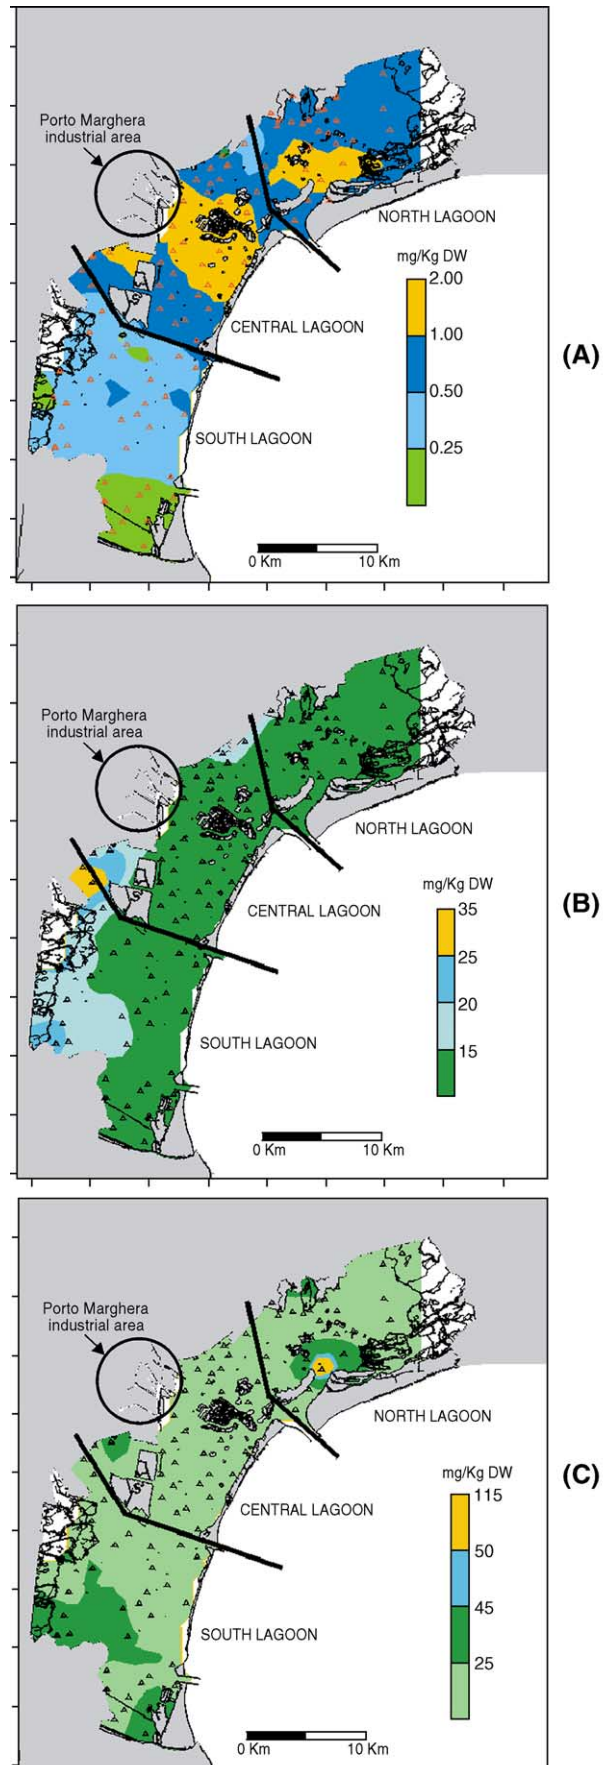 Porto Marghera
industrial area
NORTH LAGOON
mg/Kg DW
2.00
1.00
0.50
0.25
CENTRAL LAGOON
SOUTH LAGOON
0 Km 10 Km
(A)
Porto Marghera
industrial area
NORTH LAGOON
mg/Kg DW
35
25
20
15
CENTRAL LAGOON
SOUTH LAGOON
0 Km 10 Km
(B)
Porto Marghera
industrial area
NORTH LAGOON
mg/Kg DW
115
50
45
25
CENTRAL LAGOON
SOUTH LAGOON
0 Km 10 Km
(C)